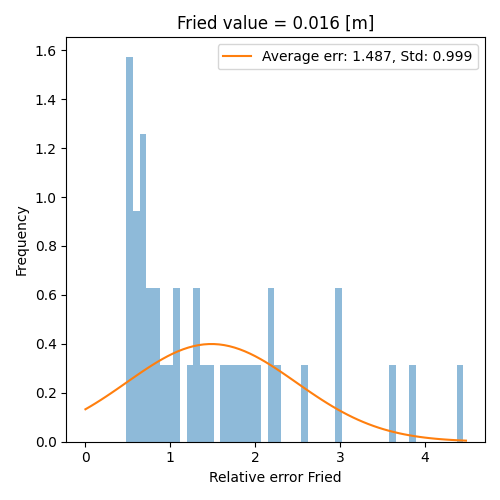 Fried value = 0.016 [m]
Average err: 1.487, Std: 0.999
1.6
1.4
1.2
1.0
0.8
0.6
0.4
0.2
0.0
Frequency
0 1 2 3 4
Relative error Fried